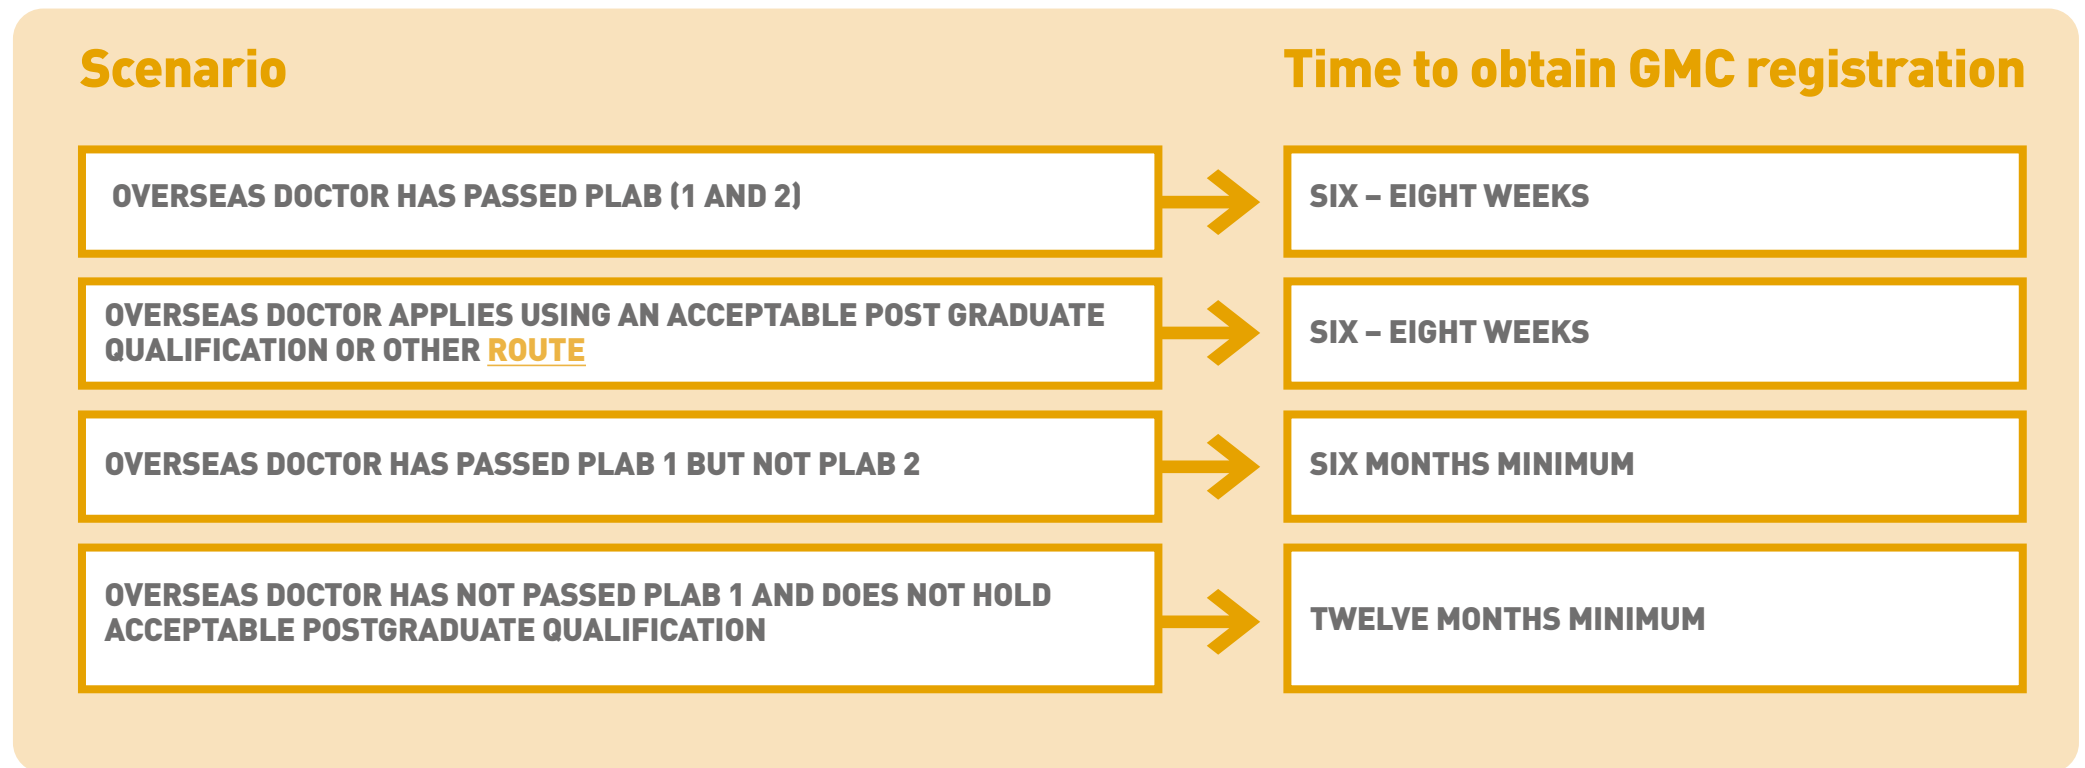 Scenario
Time to obtain GMC registration
OVERSEAS DOCTOR HAS PASSED PLAB (1 AND 2)
SIX – EIGHT WEEKS
OVERSEAS DOCTOR APPLIES USING AN ACCEPTABLE POST GRADUATE
QUALIFICATION OR OTHER ROUTE
SIX – EIGHT WEEKS
OVERSEAS DOCTOR HAS PASSED PLAB 1 BUT NOT PLAB 2
SIX MONTHS MINIMUM
OVERSEAS DOCTOR HAS NOT PASSED PLAB 1 AND DOES NOT HOLD
ACCEPTABLE POSTGRADUATE QUALIFICATION
TWELVE MONTHS MINIMUM